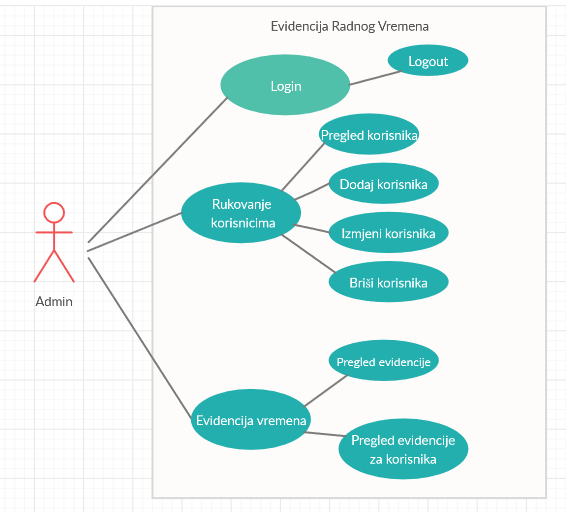 Evidencija Radnog Vremena
Login
Logout
Pregled korisnika
Dodaj korisnika
Rukovanje
korisnicima
Izmjeni korisnika
Briši korisnika
Admin
Pregled evidencije
Evidencija vremena
Pregled evidencije
za korisnika